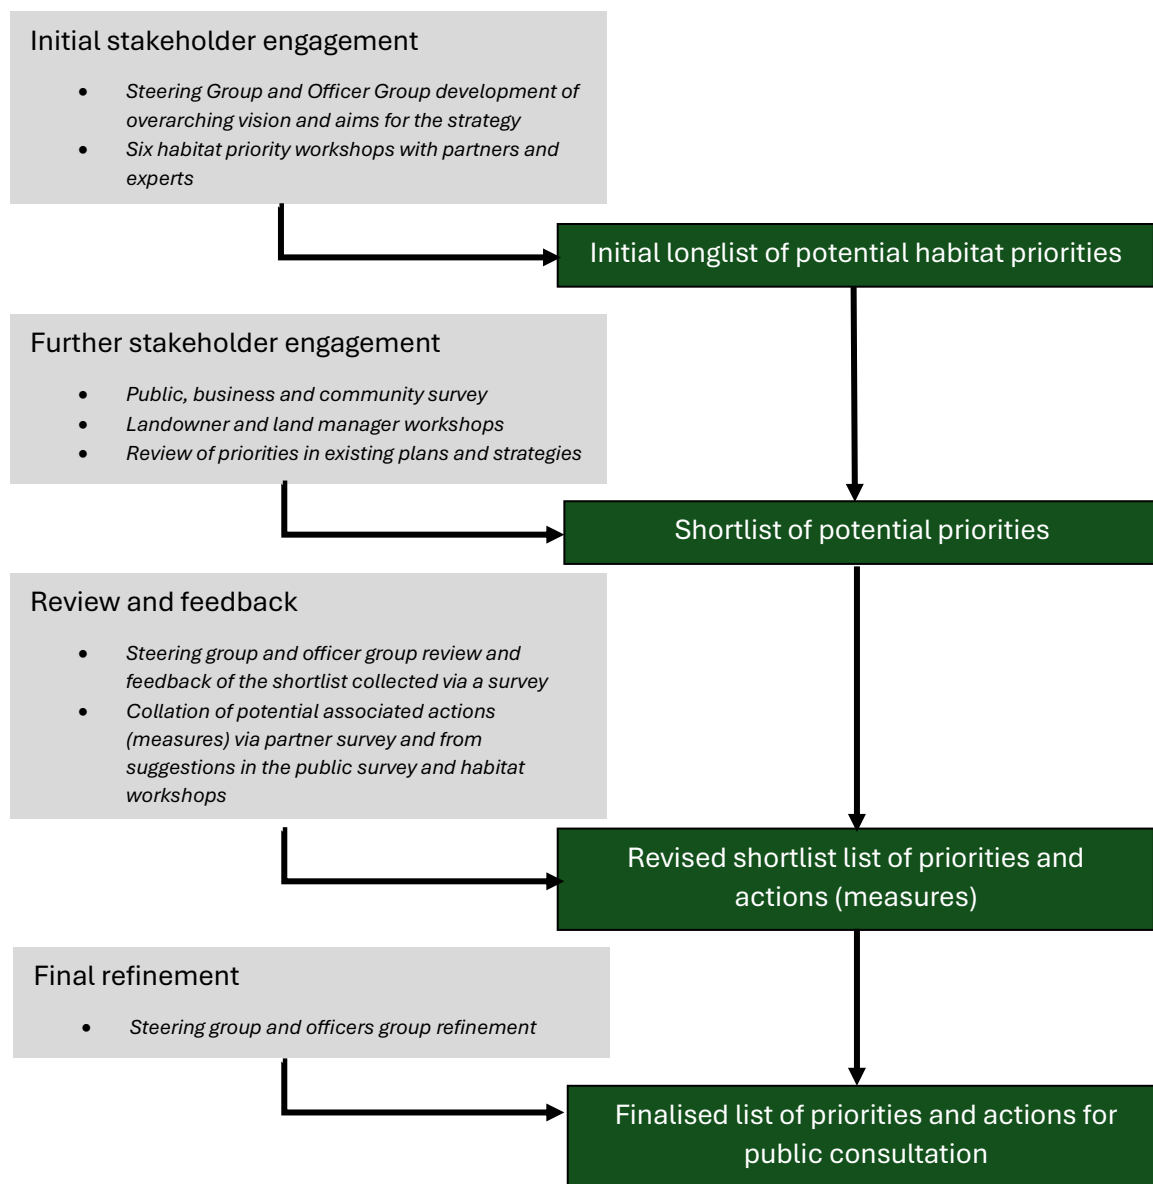 Initial stakeholder engagement
• Steering Group and Officer Group development of
overarching vision and aims for the strategy
• Six habitat priority workshops with partners and
experts
Initial longlist of potential habitat priorities
Further stakeholder engagement
• Public, business and community survey
• Landowner and land manager workshops
• Review of priorities in existing plans and strategies
Shortlist of potential priorities
Review and feedback
• Steering group and officer group review and
feedback of the shortlist collected via a survey
• Collation of potential associated actions
(measures) via partner survey and from
suggestions in the public survey and habitat
workshops
Revised shortlist list of priorities and
actions (measures)
Final refinement
• Steering group and officers group refinement
Finalised list of priorities and actions for
public consultation